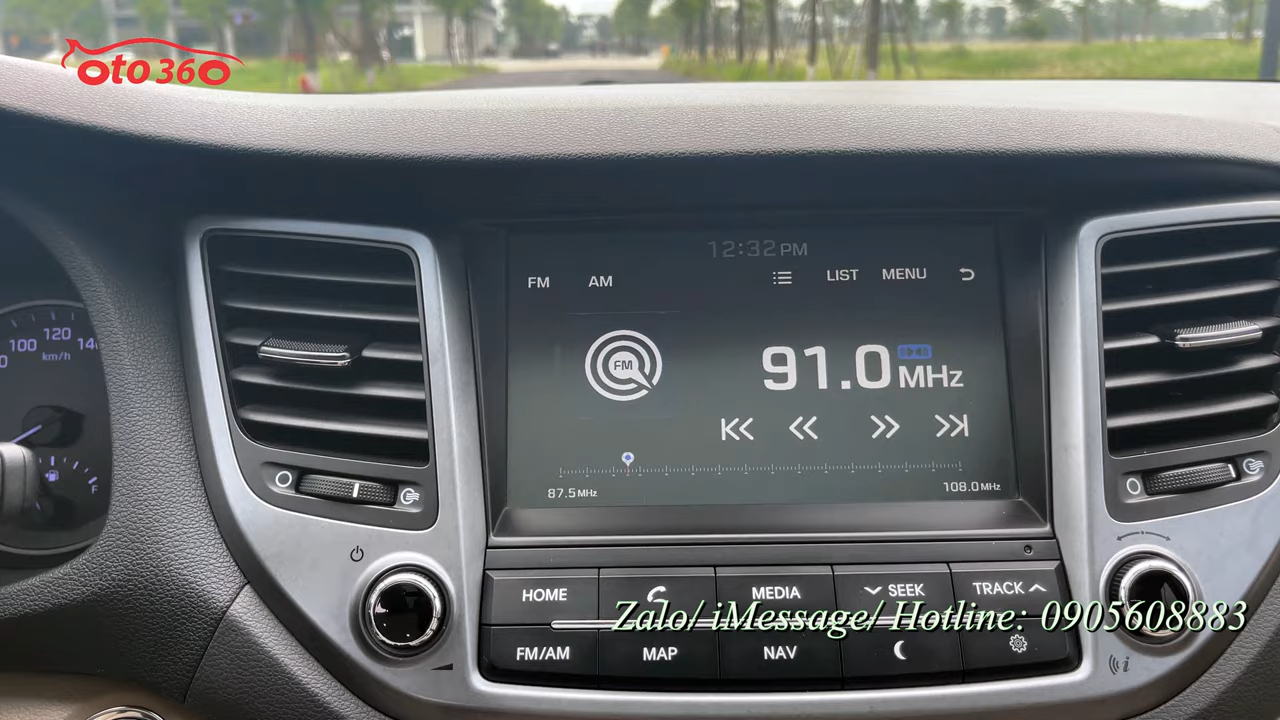 oto360
12:32 PM
FM AM LIST MENU
FM
91.0 MHz
87.5 MHz 108.0 MHz
100 120
km/h
F
HOME MEDIA SEEK TRACK
Zalo/ iMessage/ Hotline: 0905608883
FM/AM MAP NAV
i